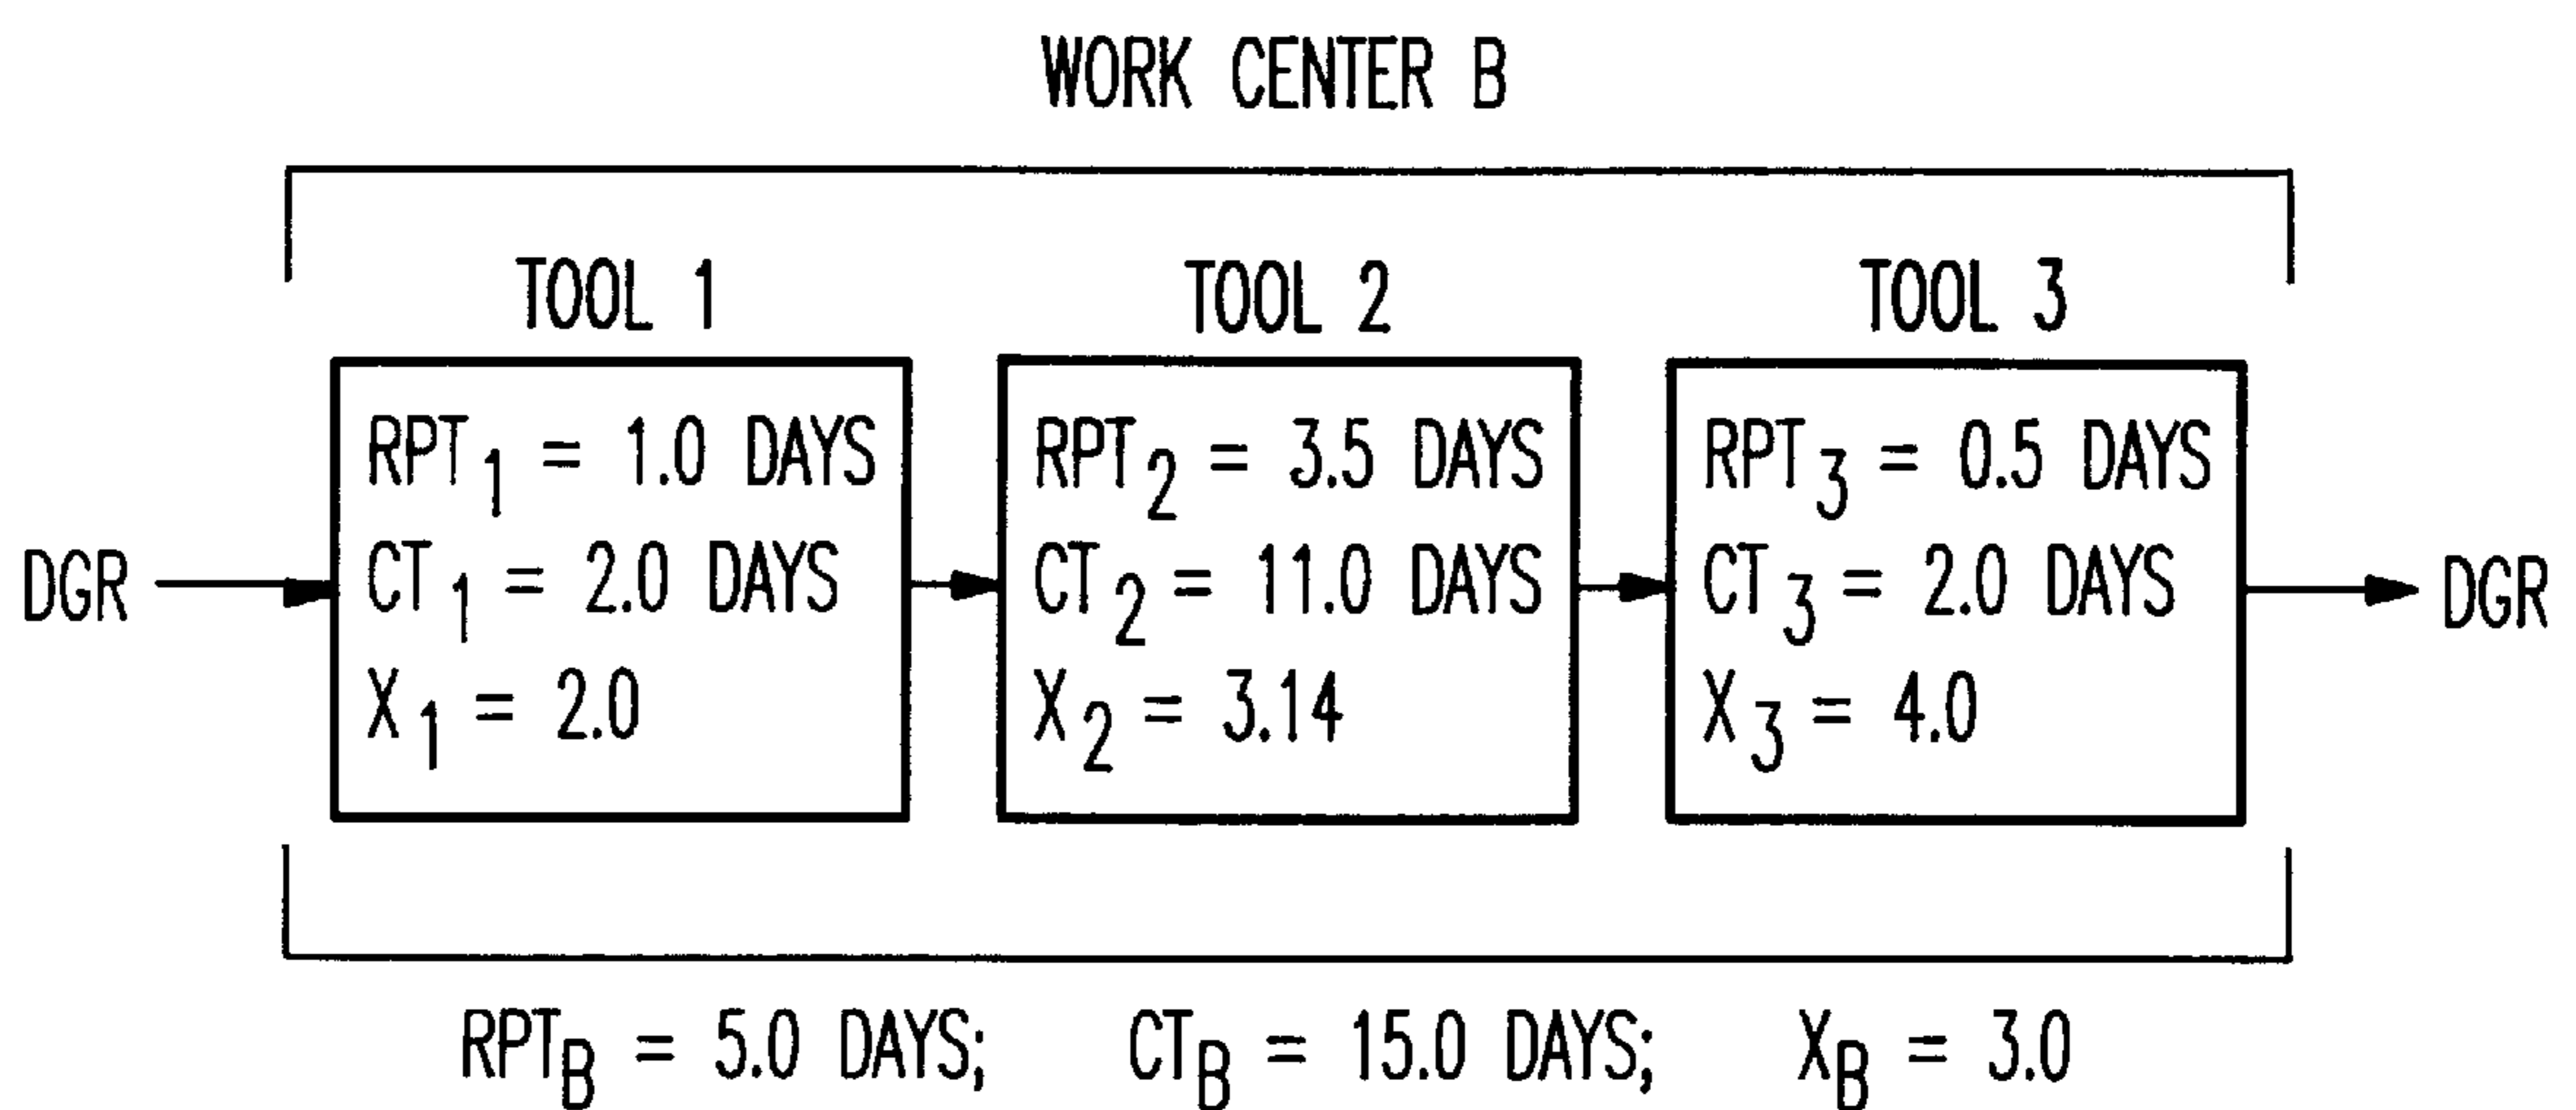 WORK CENTER B
TOOL 1
RPT1 = 1.0 DAYS
CT1 = 2.0 DAYS
X1 = 2.0
TOOL 2
RPT2 = 3.5 DAYS
CT2 = 11.0 DAYS
X2 = 3.14
TOOL 3
RPT3 = 0.5 DAYS
CT3 = 2.0 DAYS
X3 = 4.0
DGR
DGR
RPTB = 5.0 DAYS; CTB = 15.0 DAYS; XB = 3.0